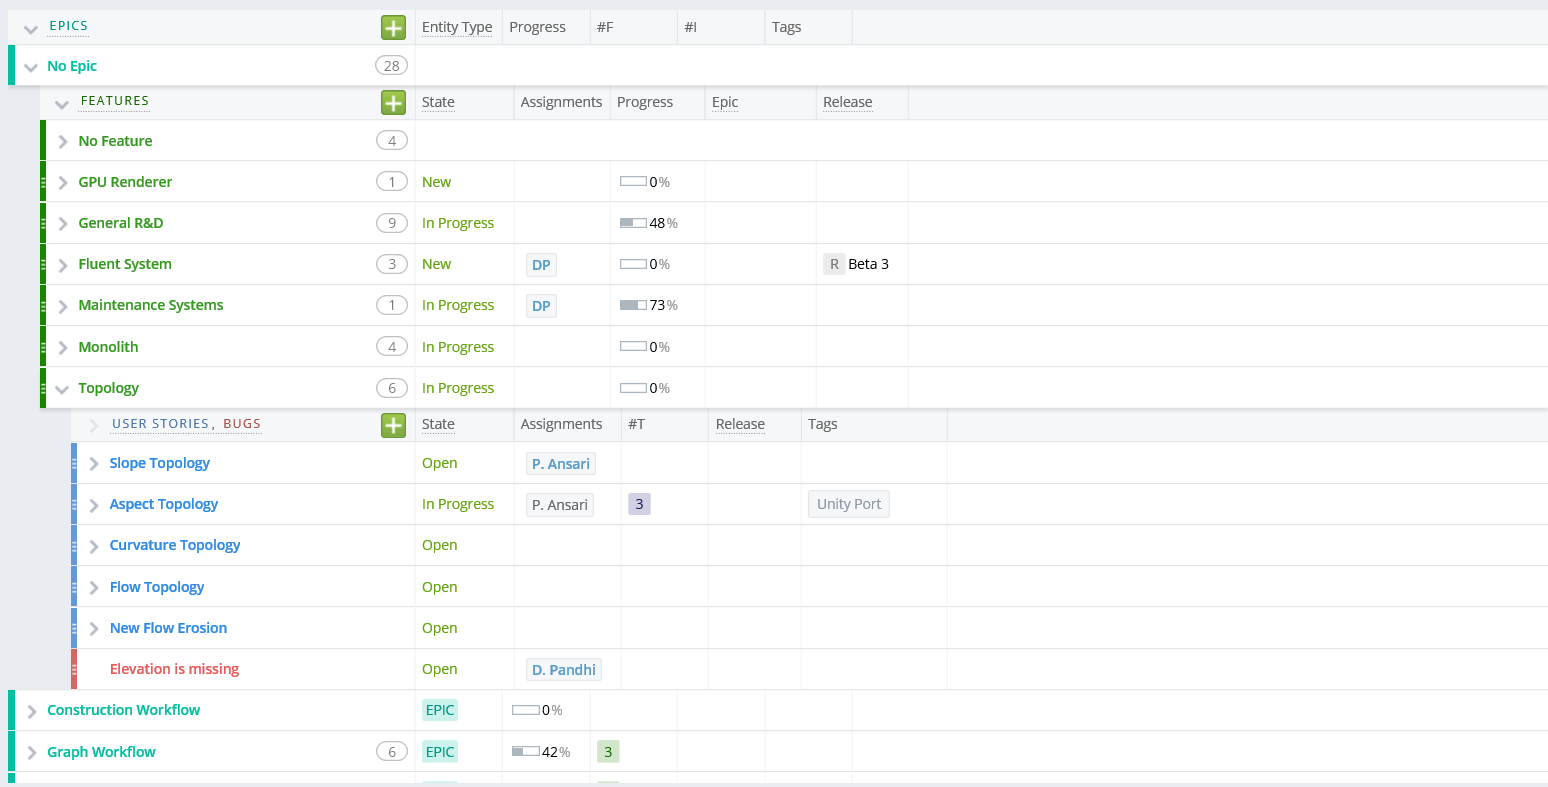 EPICS Entity Type Progress #F #I Tags
No Epic 28
FEATURES State Assignments Progress Epic Release
No Feature 4
GPU Renderer 1 New 0%
General R&D 9 In Progress 48%
Fluent System 3 New DP 0% R Beta 3
Maintenance Systems 1 In Progress DP 73%
Monolith 4 In Progress 0%
Topology 6 In Progress 0%
USER STORIES, BUGS State Assignments #T Release Tags
Slope Topology Open P. Ansari
Aspect Topology In Progress P. Ansari 3 Unity Port
Curvature Topology Open
Flow Topology Open
New Flow Erosion Open
Elevation is missing Open D. Pandhi
Construction Workflow EPIC 0%
Graph Workflow 6 EPIC 42% 3